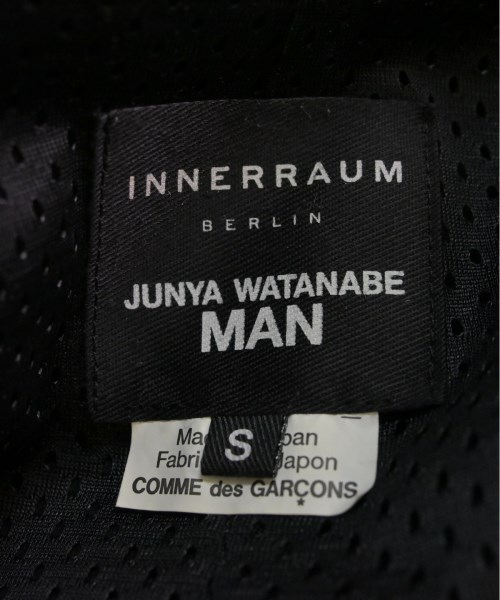 INNERRAUM
BERLIN
JUNYA WATANABE
MAN
S
Ma pan
Fabri Japon
COMME des GARÇONS